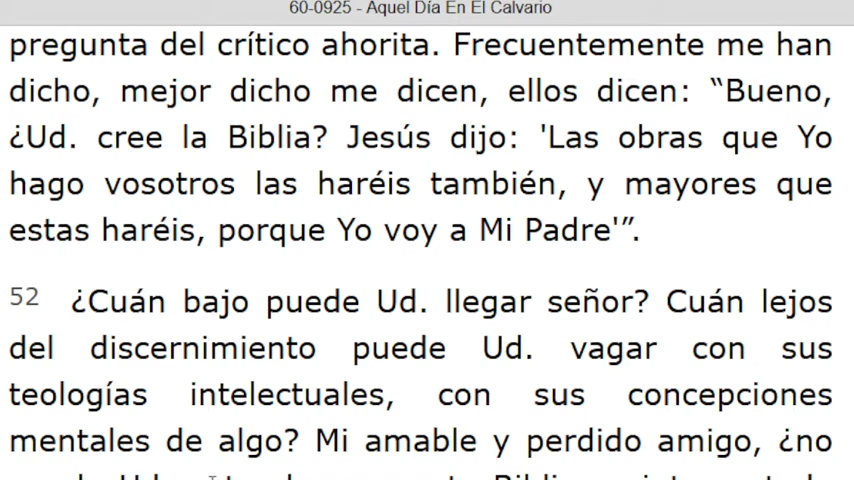 60-0925 - Aquel Día En El Calvario
pregunta del crítico ahorita. Frecuentemente me han
dicho, mejor dicho me dicen, ellos dicen: “Bueno,
¿Ud. cree la Biblia? Jesús dijo: 'Las obras que Yo
hago vosotros las haréis también, y mayores que
estas haréis, porque Yo voy a Mi Padre'”.
52 ¿Cuán bajo puede Ud. llegar señor? Cuán lejos
del discernimiento puede Ud. vagar con sus
teologías intelectuales, con sus concepciones
mentales de algo? Mi amable y perdido amigo, ¿no